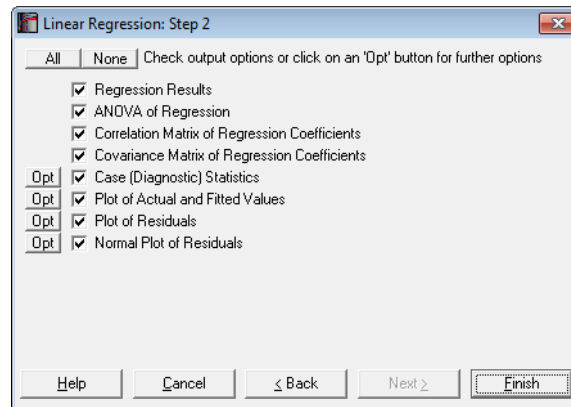 Linear Regression: Step 2
All None Check output options or click on an 'Opt' button for further options
Regression Results
ANOVA of Regression
Correlation Matrix of Regression Coefficients
Covariance Matrix of Regression Coefficients
Opt Case (Diagnostic) Statistics
Opt Plot of Actual and Fitted Values
Opt Plot of Residuals
Opt Normal Plot of Residuals
Help Cancel < Back Next > Finish